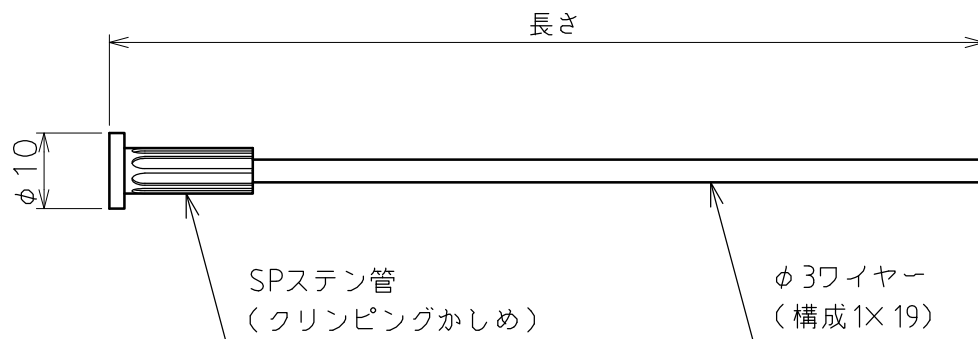 長さ
φ10
SPステン管
（クリンピングかしめ）
φ3ワイヤー
（構成1×19）